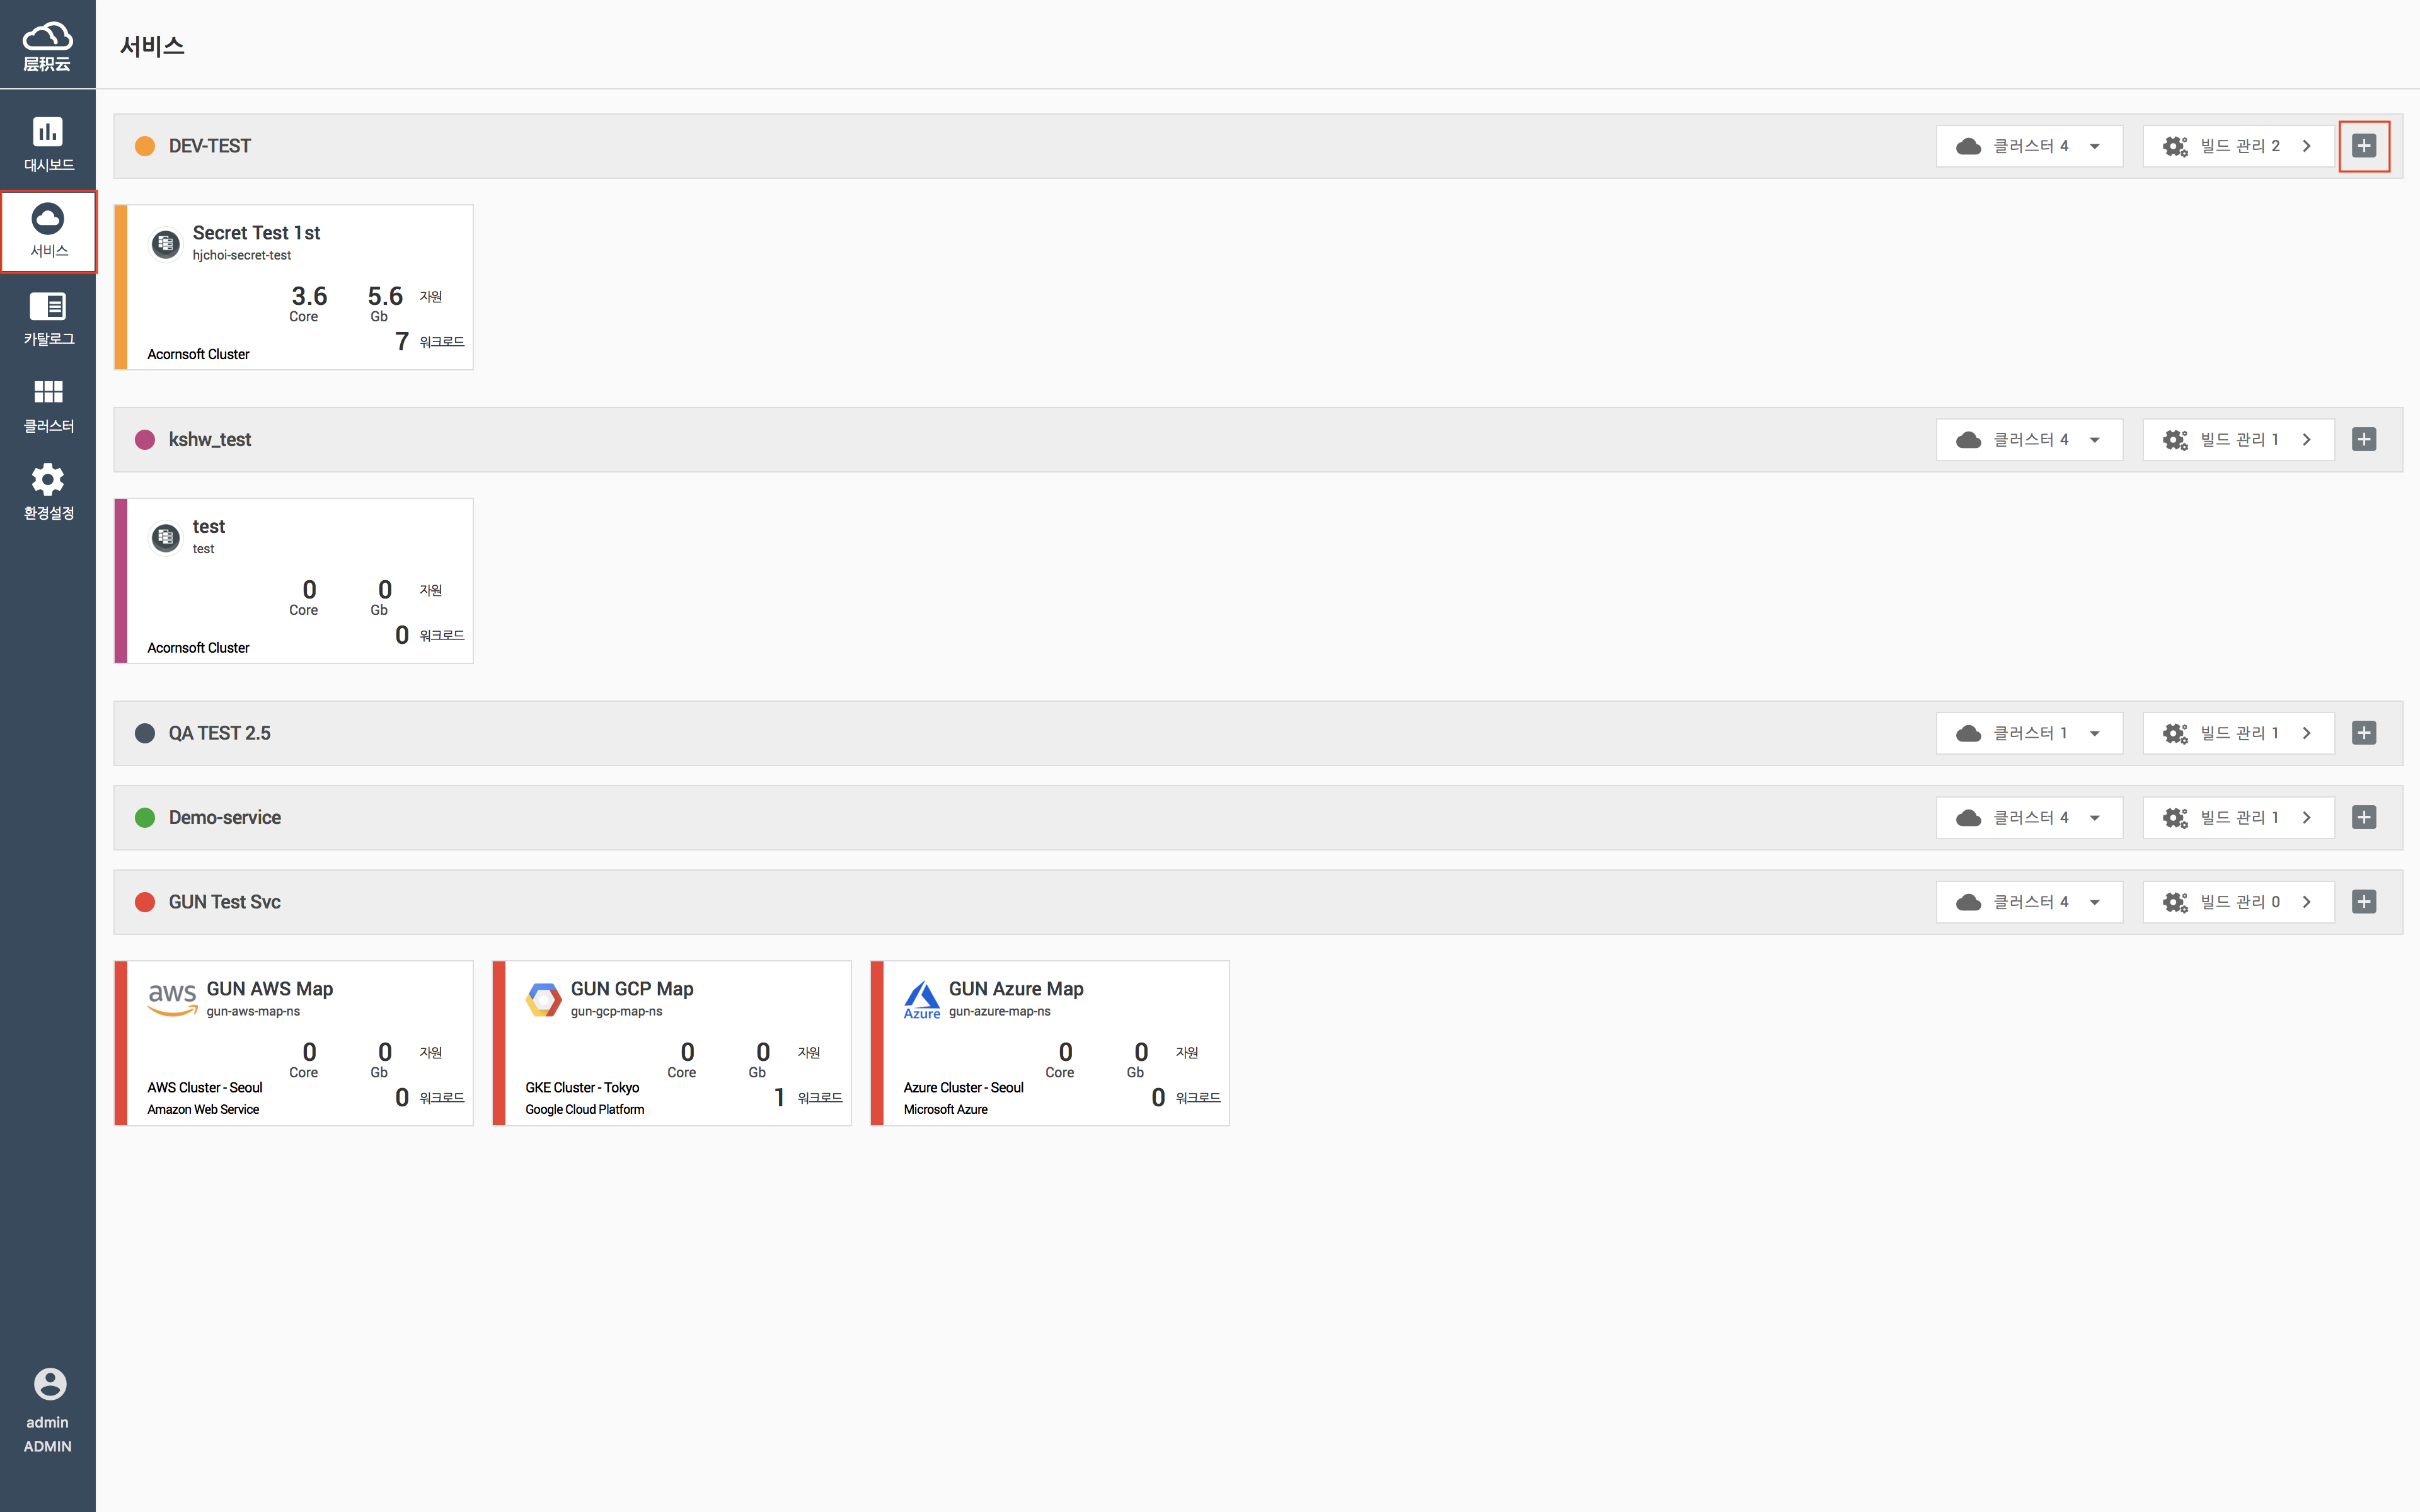 层积云
서비스
대시보드
서비스
카탈로그
클러스터
환경설정
admin
ADMIN
DEV-TEST
클러스터 4
빌드 관리 2
Secret Test 1st
hjchoi-secret-test
3.6 5.6 자원
Core Gb
7 워크로드
Acornsoft Cluster
kshw_test
클러스터 4
빌드 관리 1
test
test
0 0 자원
Core Gb
0 워크로드
Acornsoft Cluster
QA TEST 2.5
클러스터 1
빌드 관리 1
Demo-service
클러스터 4
빌드 관리 1
GUN Test Svc
클러스터 4
빌드 관리 0
aws
GUN AWS Map
gun-aws-map-ns
0 0 자원
Core Gb
AWS Cluster - Seoul
0 워크로드
Amazon Web Service
GUN GCP Map
gun-gcp-map-ns
0 0 자원
Core Gb
GKE Cluster - Tokyo
1 워크로드
Google Cloud Platform
Azure
GUN Azure Map
gun-azure-map-ns
0 0 자원
Core Gb
Azure Cluster - Seoul
0 워크로드
Microsoft Azure